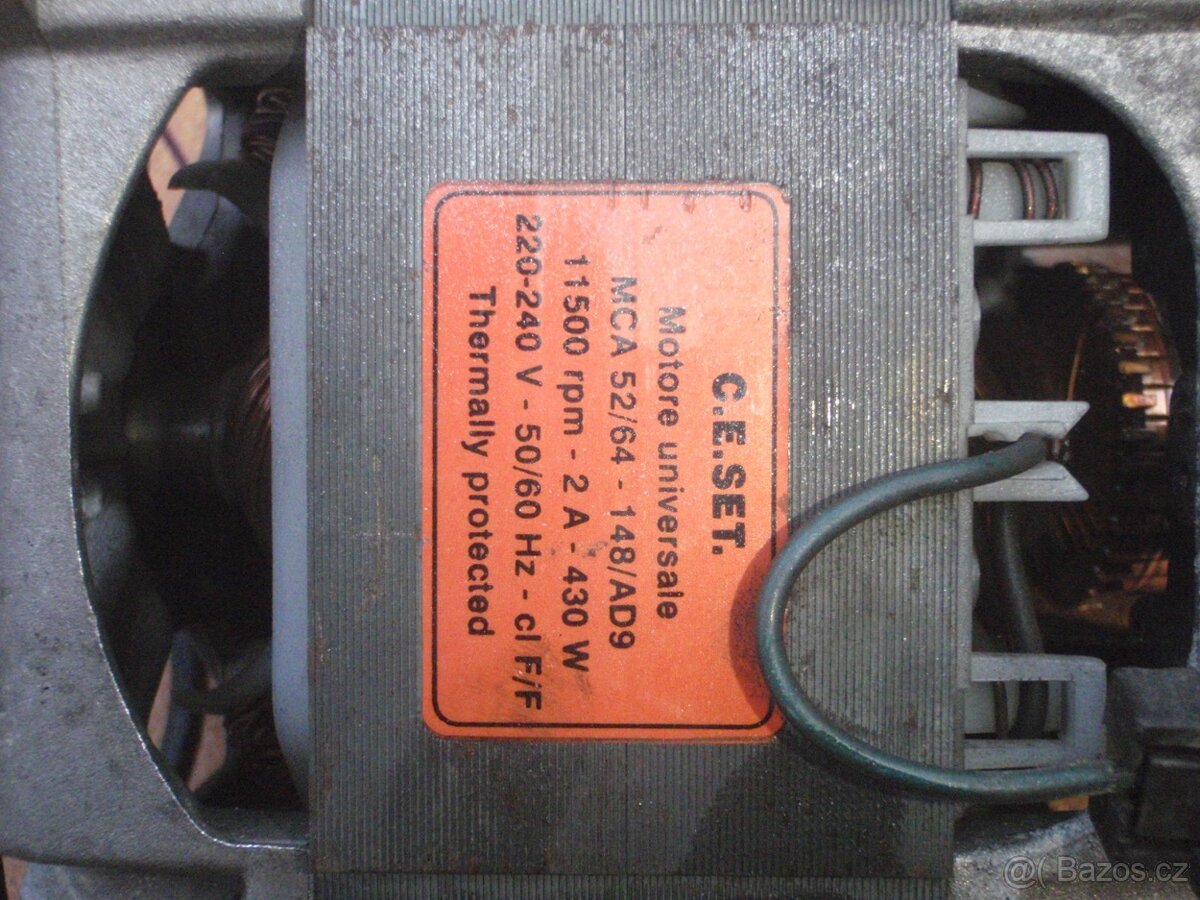 C.E.SET.
Motore universale
MCA 52/64 - 148/AD9
11500 rpm - 2 A - 430 W
220-240 V - 50/60 Hz - cl F/F
Thermally protected
@( Bazos.cz